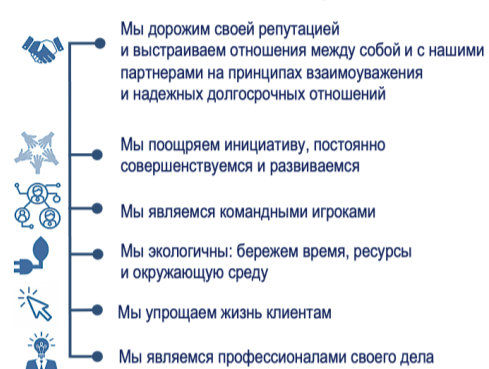 Мы дорожим своей репутацией
и выстраиваем отношения между собой и с нашими
партнерами на принципах взаимоуважения
и надежных долгосрочных отношений
Мы поощряем инициативу, постоянно
совершенствуемся и развиваемся
Мы являемся командными игроками
Мы экологичны: бережем время, ресурсы
и окружающую среду
Мы упрощаем жизнь клиентам
Мы являемся профессионалами своего дела